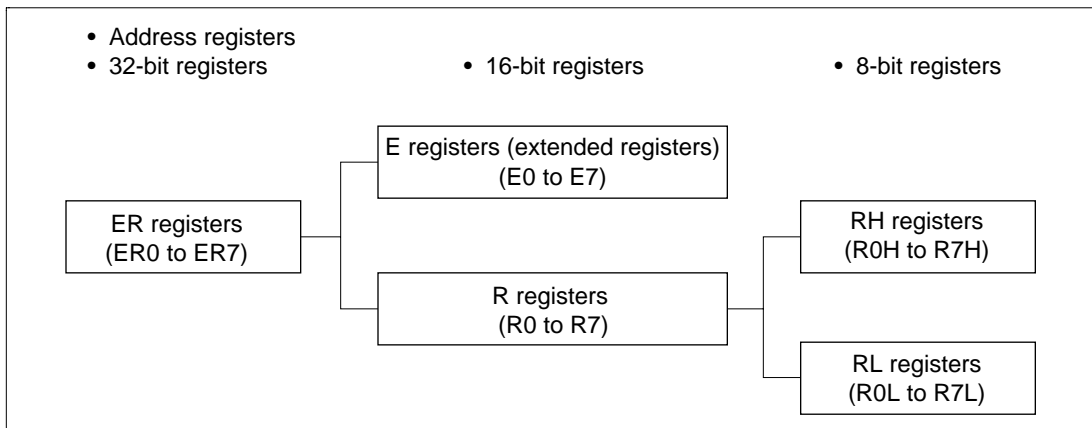 • Address registers
• 32-bit registers
• 16-bit registers
• 8-bit registers
E registers (extended registers)
(E0 to E7)
ER registers
(ER0 to ER7)
RH registers
(R0H to R7H)
R registers
(R0 to R7)
RL registers
(R0L to R7L)